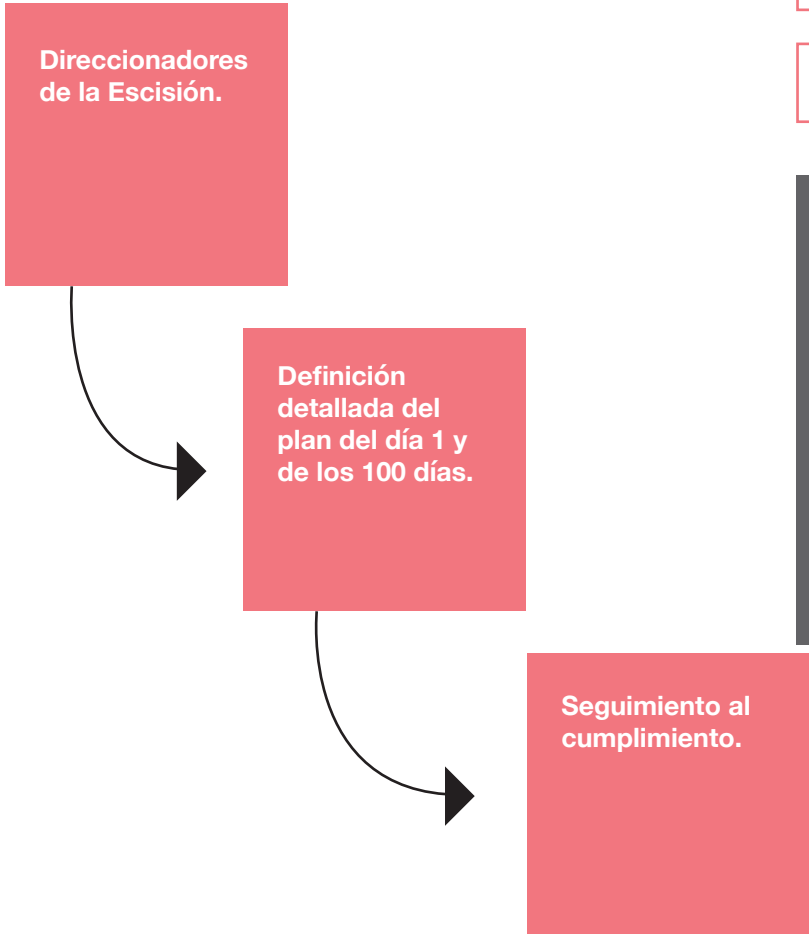 Direccionadores
de la Escisión.
Definición
detallada del
plan del día 1 y
de los 100 días.
Seguimiento al
cumplimiento.